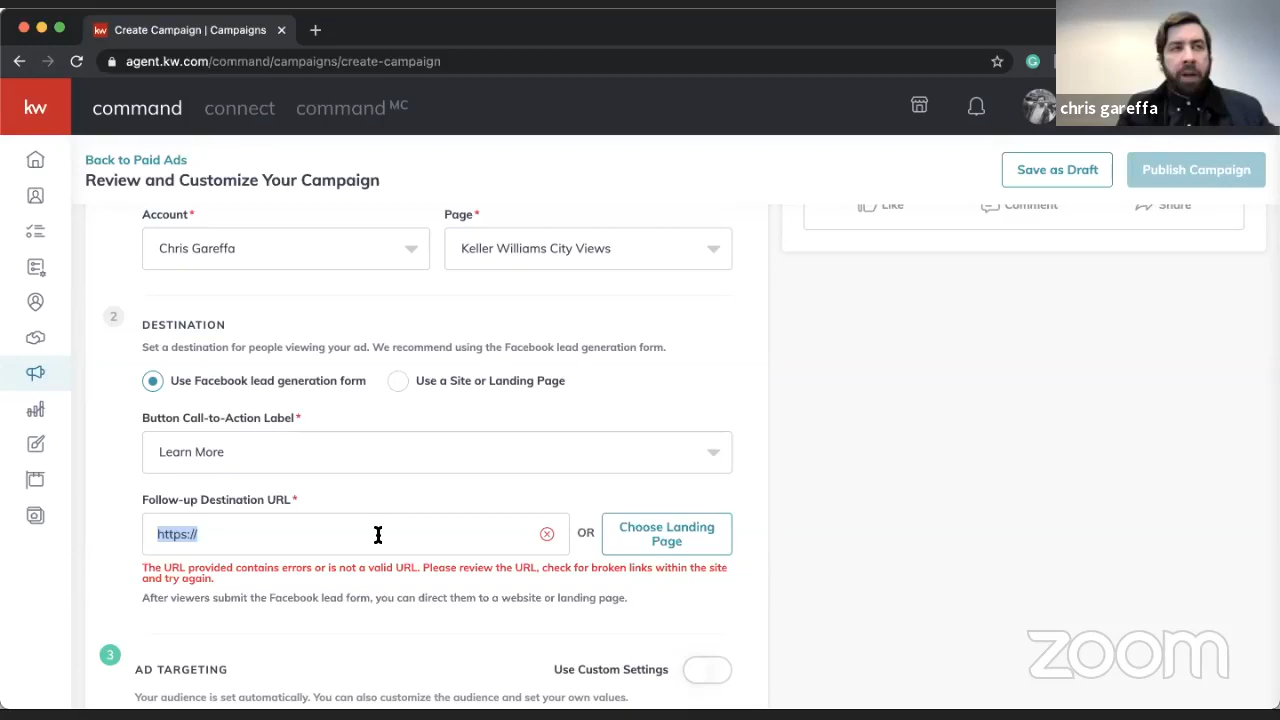 Create Campaign | Campaigns
agent.kw.com/command/campaigns/create-campaign
chris gareffa
kw command connect command MC
Back to Paid Ads
Review and Customize Your Campaign
Save as Draft
Publish Campaign
Like Comment Share
Account* Page*
Chris Gareffa Keller Williams City Views
2 DESTINATION
Set a destination for people viewing your ad. We recommend using the Facebook lead generation form.
Use Facebook lead generation form Use a Site or Landing Page
Button Call-to-Action Label*
Learn More
Follow-up Destination URL*
https:// OR Choose Landing
Page
The URL provided contains errors or is not a valid URL. Please review the URL, check for broken links within the site
and try again.
After viewers submit the Facebook lead form, you can direct them to a website or landing page.
zoom
3 AD TARGETING Use Custom Settings
Your audience is set automatically. You can also customize the audience and set your own values.